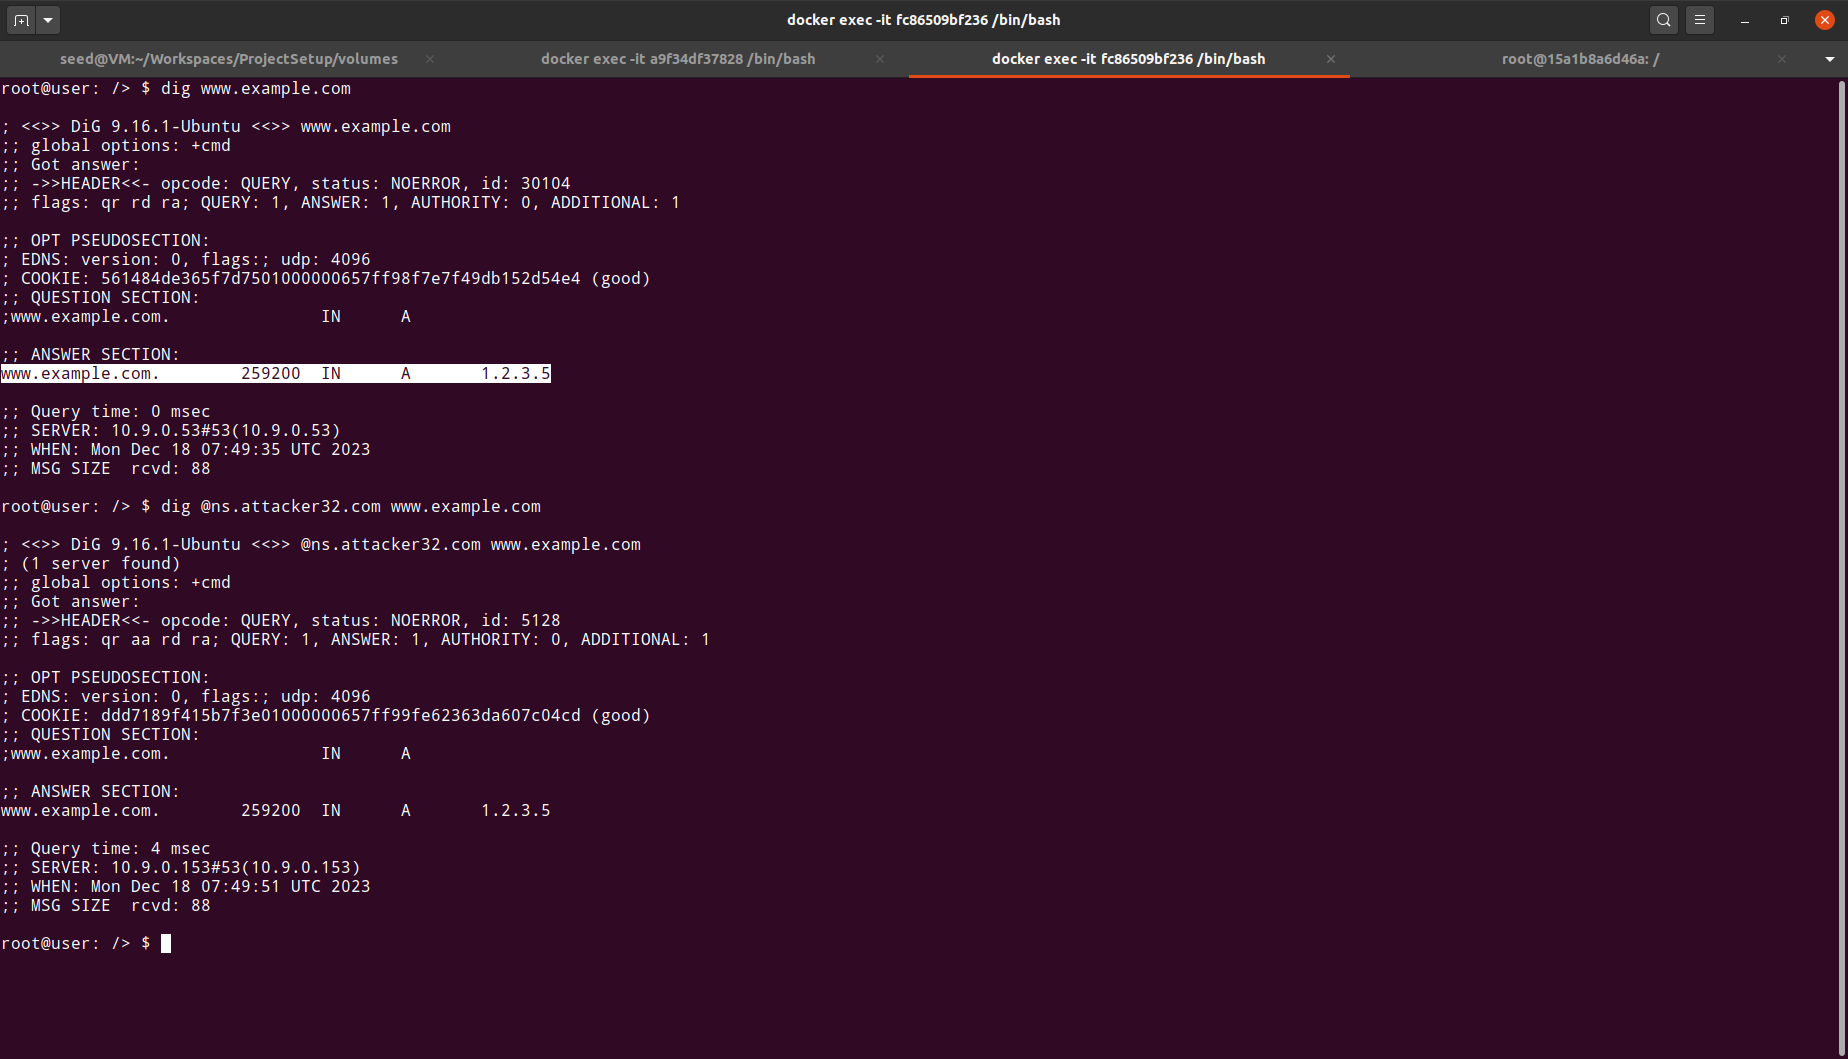 docker exec -it fc86509bf236 /bin/bash
seed@VM:~/Workspaces/ProjectSetup/volumes
docker exec -it a9f34df37828 /bin/bash
docker exec -it fc86509bf236 /bin/bash
root@15a1b8a6d46a: /
root@user: /> $ dig www.example.com
; <<>> DiG 9.16.1-Ubuntu <<>> www.example.com
;; global options: +cmd
;; Got answer:
;; ->>HEADER<<- opcode: QUERY, status: NOERROR, id: 30104
;; flags: qr rd ra; QUERY: 1, ANSWER: 1, AUTHORITY: 0, ADDITIONAL: 1
;; OPT PSEUDOSECTION:
; EDNS: version: 0, flags:; udp: 4096
; COOKIE: 561484de365f7d7501000000657ff98f7e7f49db152d54e4 (good)
;; QUESTION SECTION:
;www.example.com. IN A
;; ANSWER SECTION:
www.example.com. 259200 IN A 1.2.3.5
;; Query time: 0 msec
;; SERVER: 10.9.0.53#53(10.9.0.53)
;; WHEN: Mon Dec 18 07:49:35 UTC 2023
;; MSG SIZE rcvd: 88
root@user: /> $ dig @ns.attacker32.com www.example.com
; <<>> DiG 9.16.1-Ubuntu <<>> @ns.attacker32.com www.example.com
; (1 server found)
;; global options: +cmd
;; Got answer:
;; ->>HEADER<<- opcode: QUERY, status: NOERROR, id: 5128
;; flags: qr aa rd ra; QUERY: 1, ANSWER: 1, AUTHORITY: 0, ADDITIONAL: 1
;; OPT PSEUDOSECTION:
; EDNS: version: 0, flags:; udp: 4096
; COOKIE: ddd7189f415b7f3e01000000657ff99fe62363da607c04cd (good)
;; QUESTION SECTION:
;www.example.com. IN A
;; ANSWER SECTION:
www.example.com. 259200 IN A 1.2.3.5
;; Query time: 4 msec
;; SERVER: 10.9.0.153#53(10.9.0.153)
;; WHEN: Mon Dec 18 07:49:51 UTC 2023
;; MSG SIZE rcvd: 88
root@user: /> $